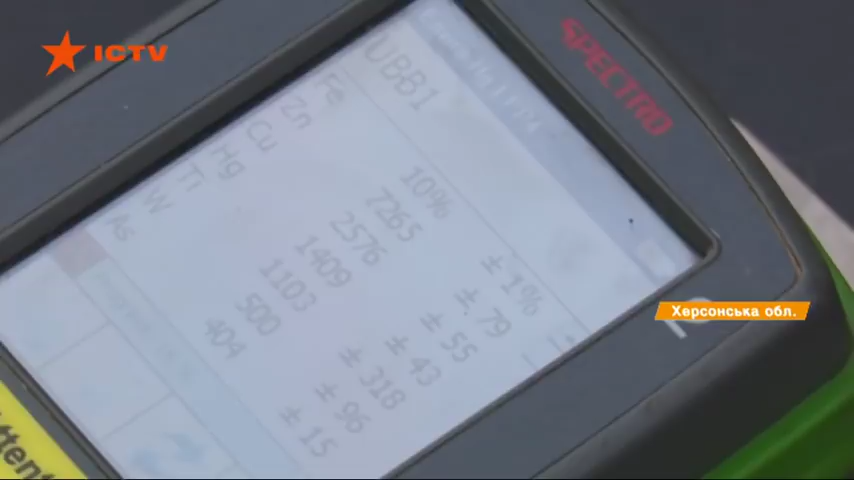 ICTV
SPECTRO
UBB1
Fe 10% ± 1%
Zn 7265 ± 79
Cu 2576 ± 55
Hg 1409 ± 43
Ti 1103 ± 318
W 500 ± 96
As 404 ± 15
Херсонська обл.
Attent